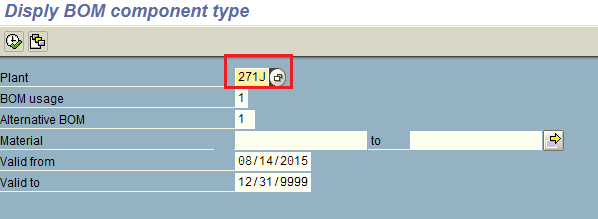 Disply BOM component type
Plant 271J
BOM usage 1
Alternative BOM 1
Material to
Valid from 08/14/2015
Valid to 12/31/9999